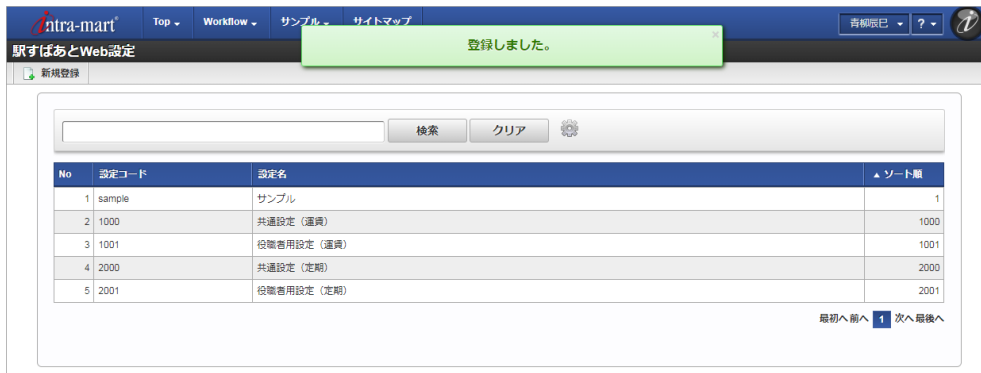 intra-mart Top Workflow サンプル サイトマップ 青柳辰巳 ?
登録しました。 ×
駅すぱあとWeb設定
新規登録
検索 クリア
No 設定コード 設定名 ▲ ソート順
1 sample サンプル 1
2 1000 共通設定（運賃） 1000
3 1001 役職者用設定（運賃） 1001
4 2000 共通設定（定期） 2000
5 2001 役職者用設定（定期） 2001
最初へ 前へ 1 次へ 最後へ